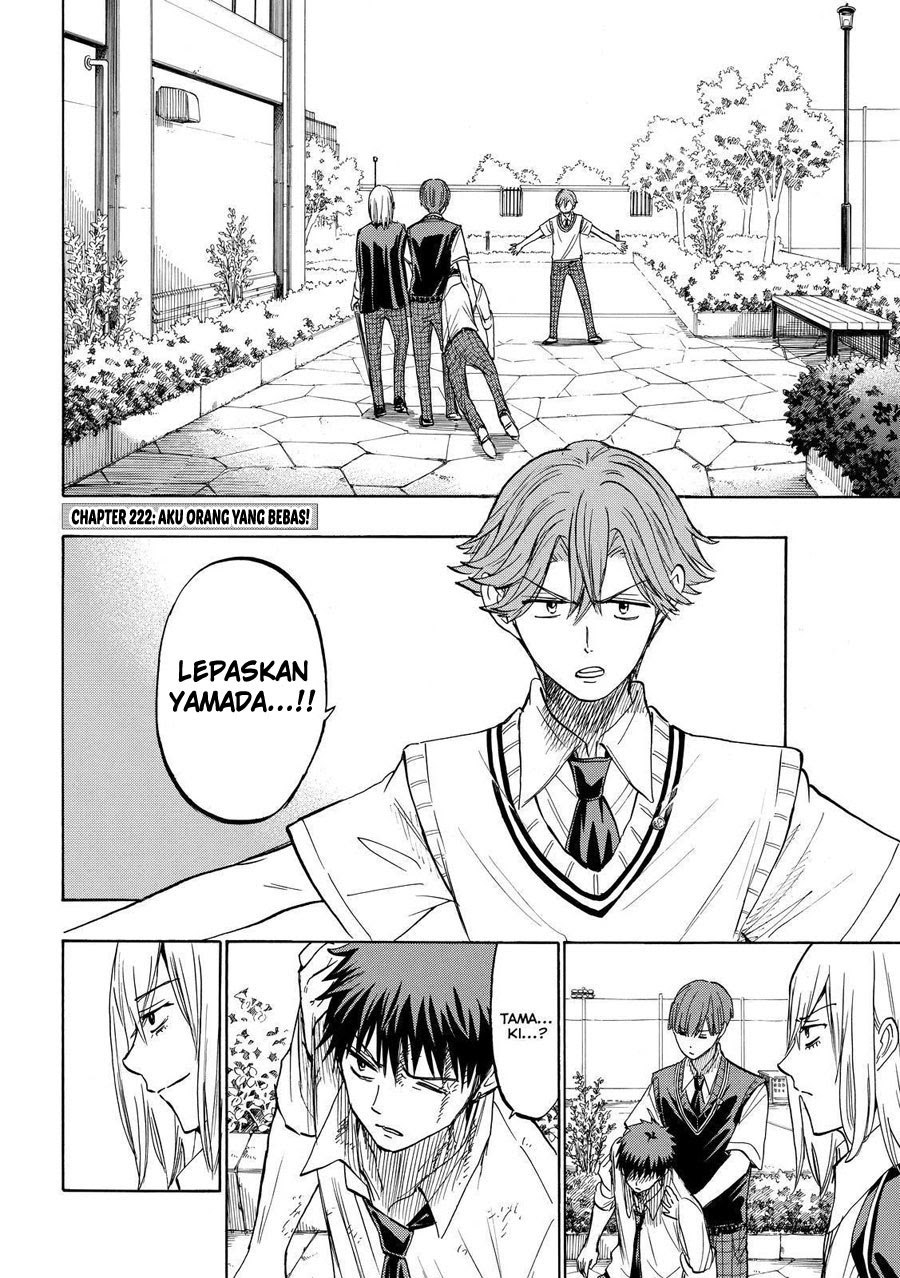 CHAPTER 222: AKU ORANG YANG BEBAS!
LEPASKAN
YAMADA...!!
TAMA...
KI...?